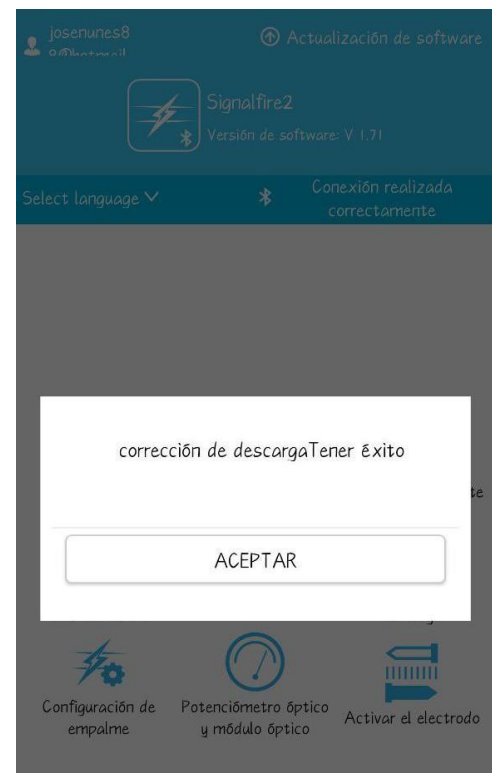 josenunes8
Actualización de software
Signalfire2
Versión de software: V 1.71
Select language
Conexión realizada
correctamente
corrección de descargaTener éxito
te
ACEPTAR
Configuración de
empalme
Potenciómetro óptico
y módulo óptico
Activar el electrodo